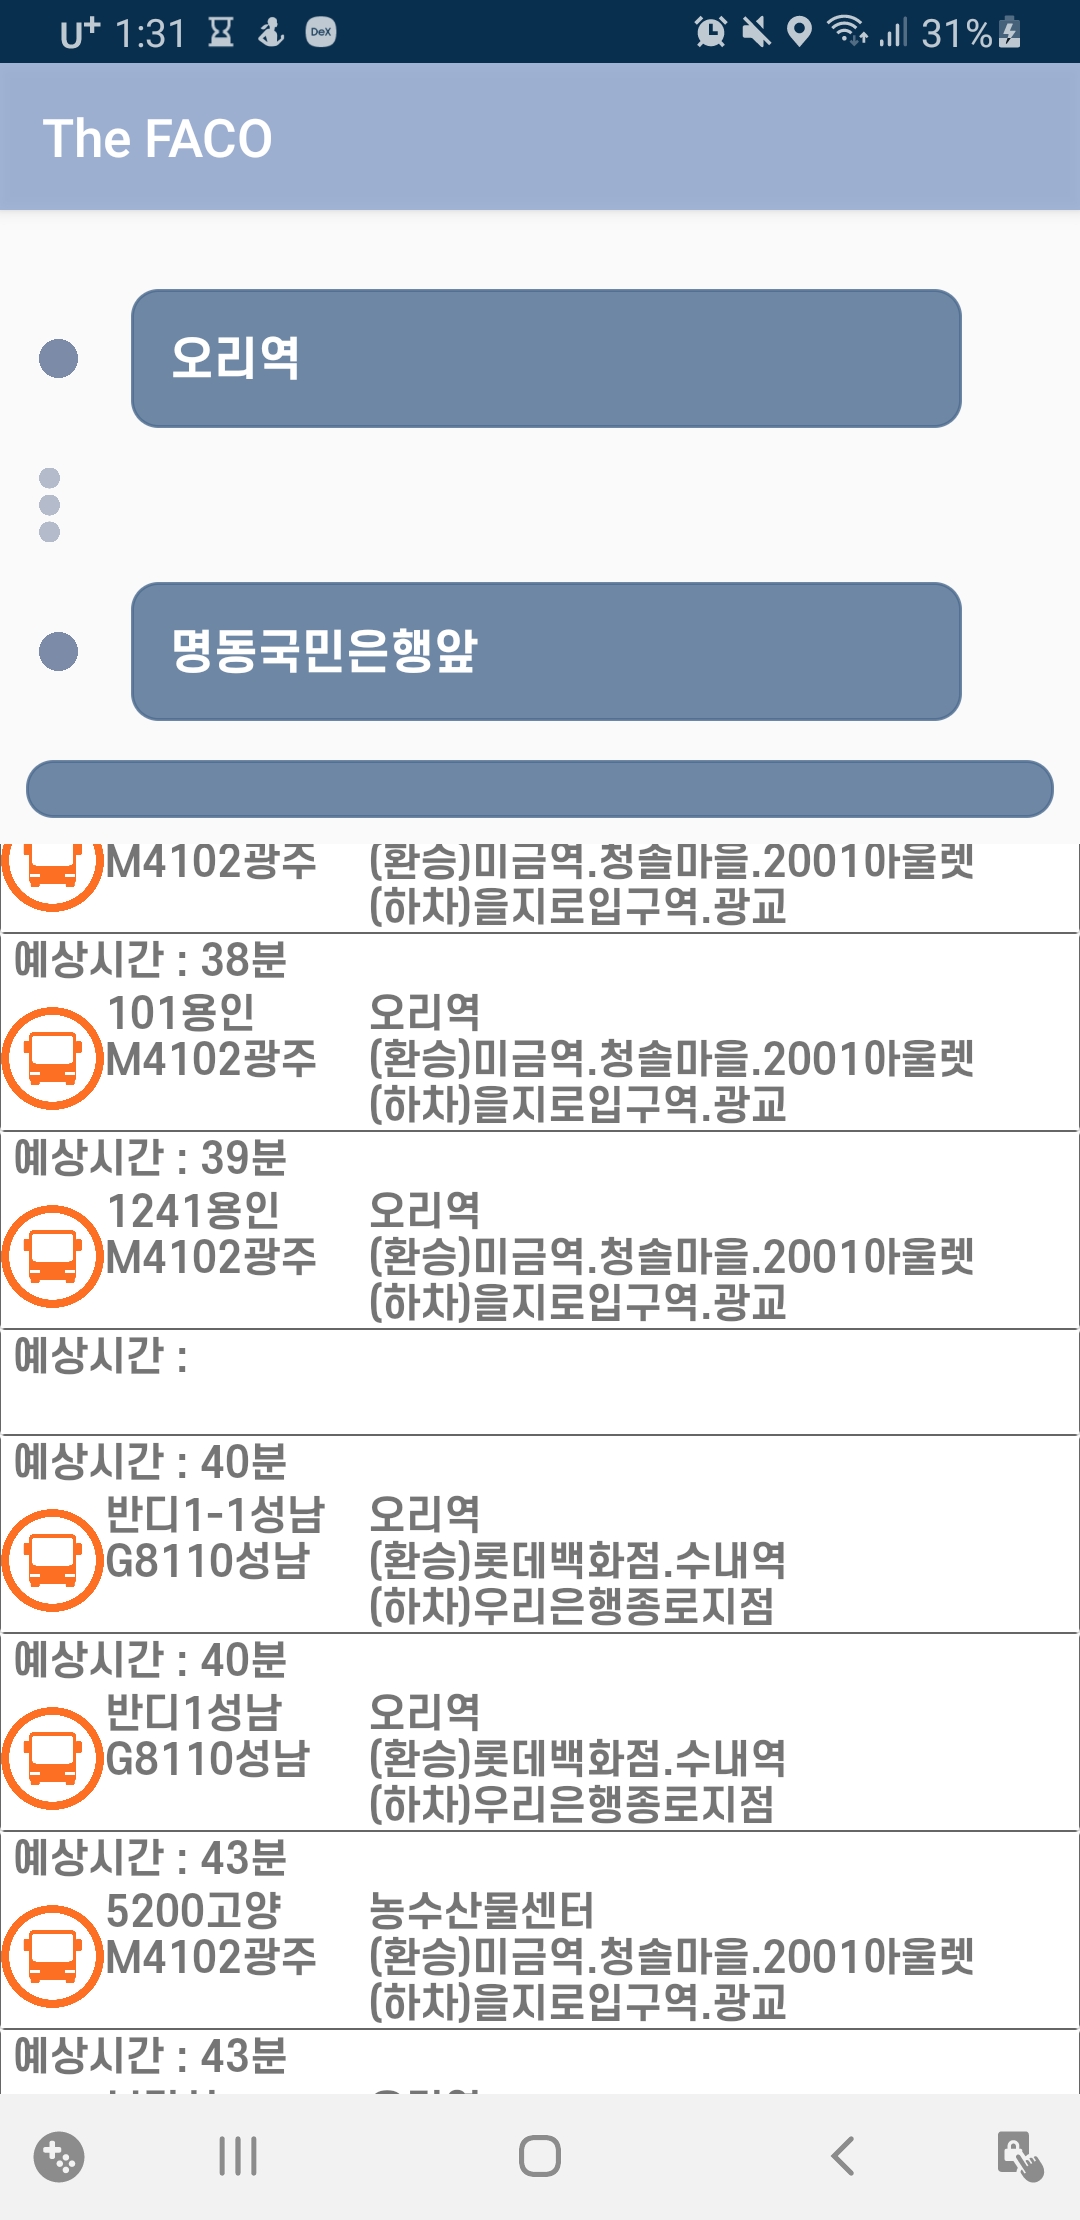 U+ 1:31 DeX 31%
The FACO
오리역
명동국민은행앞
M4102광주 (환승)미금역.청솔마을.2001아울렛
(하차)을지로입구역.광교
예상시간 : 38분
101용인 오리역
M4102광주 (환승)미금역.청솔마을.2001아울렛
(하차)을지로입구역.광교
예상시간 : 39분
1241용인 오리역
M4102광주 (환승)미금역.청솔마을.2001아울렛
(하차)을지로입구역.광교
예상시간 :
예상시간 : 40분
반디1-1성남 오리역
G8110성남 (환승)롯데백화점.수내역
(하차)우리은행종로지점
예상시간 : 40분
반디1성남 오리역
G8110성남 (환승)롯데백화점.수내역
(하차)우리은행종로지점
예상시간 : 43분
5200고양 농수산물센터
M4102광주 (환승)미금역.청솔마을.2001아울렛
(하차)을지로입구역.광교
예상시간 : 43분